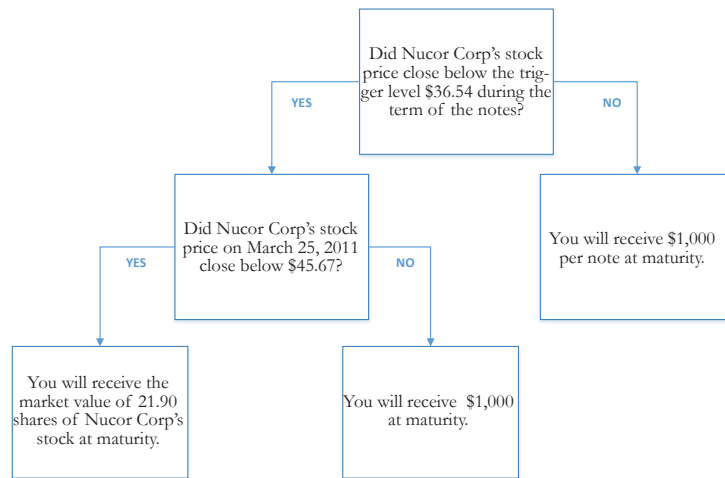 Did Nucor Corp's stock
price close below the trig-
ger level $36.54 during the
term of the notes?
YES
NO
Did Nucor Corp's stock
price on March 25, 2011
close below $45.67?
You will receive $1,000
per note at maturity.
YES
NO
You will receive the
market value of 21.90
shares of Nucor Corp's
stock at maturity.
You will receive $1,000
at maturity.